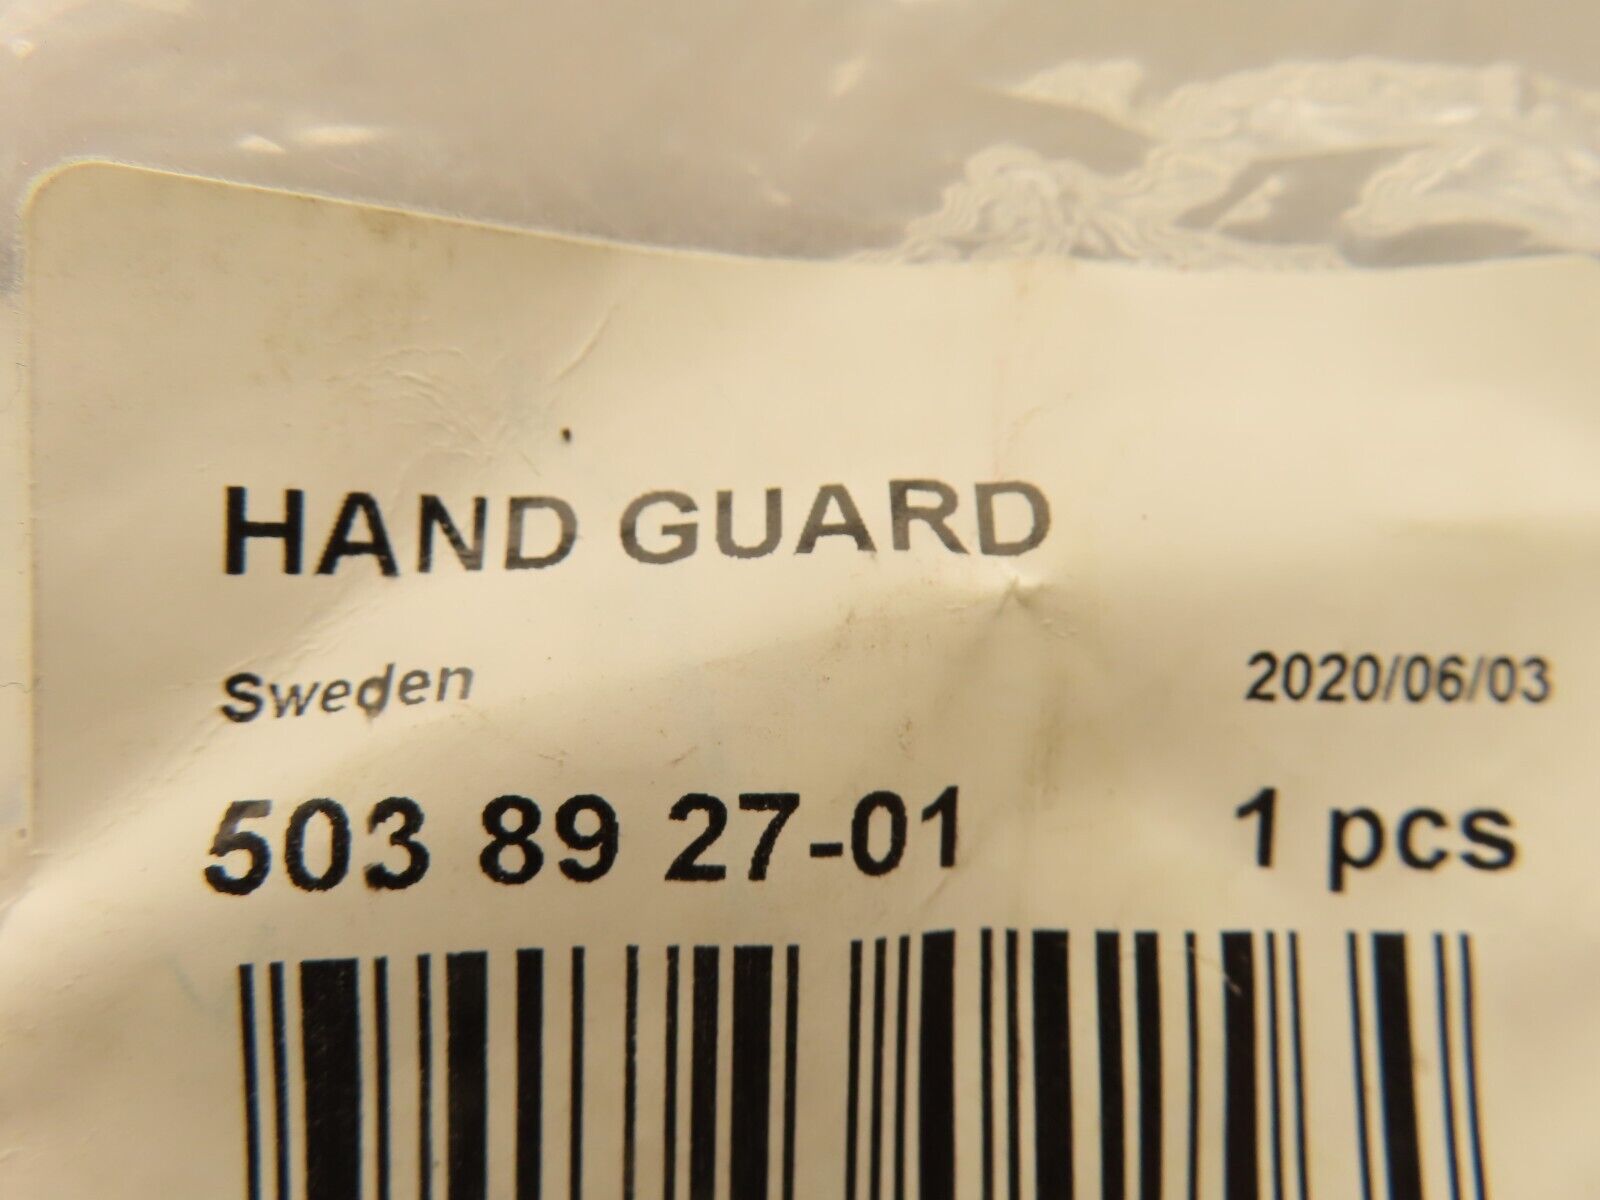 HAND GUARD
Sweden 2020/06/03
503 89 27-01 1 pcs